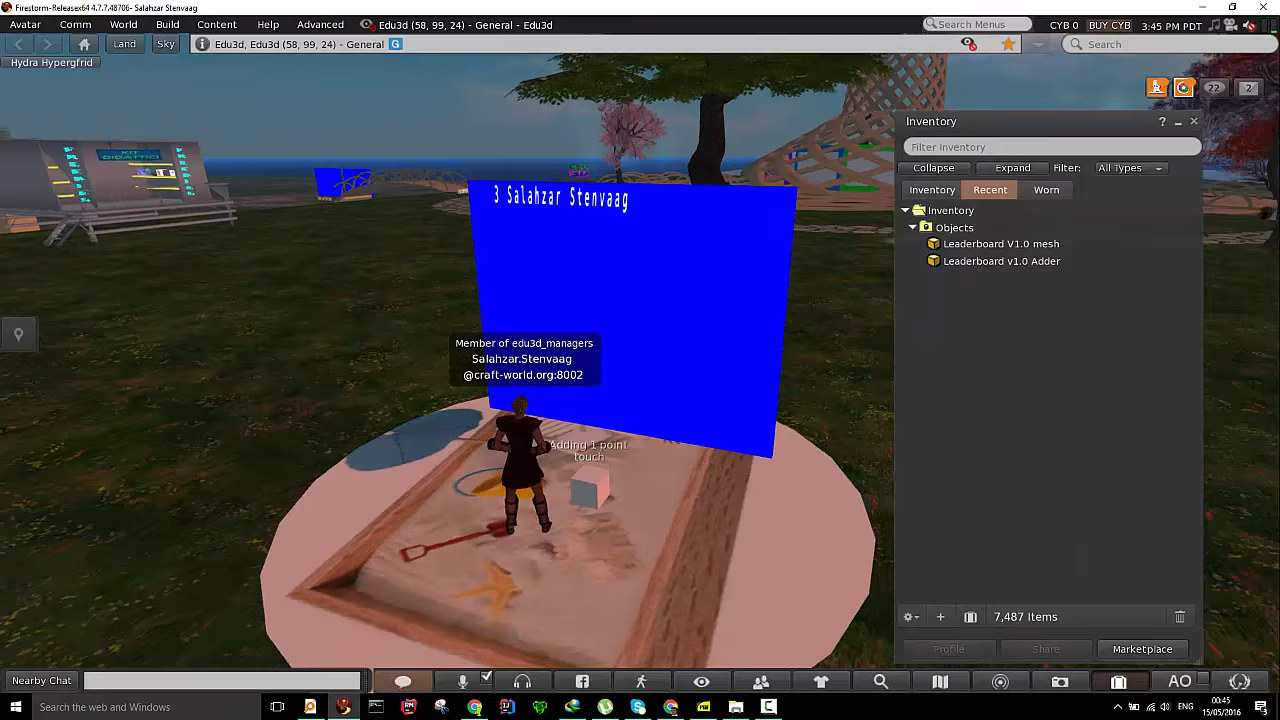 Firestorm-Releasex64 4.7.7.48706- Salahzar Stenvaag
Avatar Comm World Build Content Help Advanced Edu3d (58, 99, 24) - General - Edu3d Search Menus CYB 0 BUY CYB 3:45 PM PDT
Land Sky Edu3d, Edu3d (58, 99, 24) - General G Search
Hydra Hypergfrid
22 2
Inventory ?
Filter Inventory
Collapse Expand Filter: All Types
Inventory Recent Worn
Inventory
Objects
Leaderboard V1.0 mesh
Leaderboard v1.0 Adder
KIT
DIDATTICI
3 Salahzar Stenvaag
Member of edu3d_managers
Salahzar.Stenvaag
@craft-world.org:8002
Adding 1 point
touch
7,487 Items
Profile Share Marketplace
Nearby Chat AO
Search the web and Windows ENG 00:45
15/05/2016